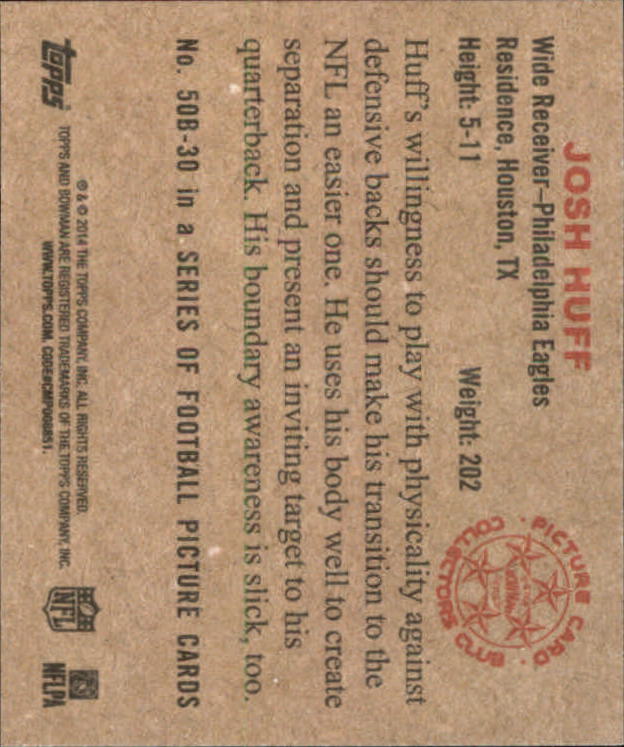 JOSH HUFF
Wide Receiver—Philadelphia Eagles
Residence, Houston, TX
Height: 5-11 Weight: 202
PICTURE CARD COLLECTORS CLUB
Huff's willingness to play with physicality against
defensive backs should make his transition to the
NFL an easier one. He uses his body well to create
separation and present an inviting target to his
quarterback. His boundary awareness is slick, too.
No. 50B-30 in a SERIES OF FOOTBALL PICTURE CARDS
topps
® & © 2014 THE TOPPS COMPANY, INC. ALL RIGHTS RESERVED.
TOPPS AND BOWMAN ARE REGISTERED TRADEMARKS OF THE TOPPS COMPANY, INC.
WWW.TOPPS.COM. CODE#CMP008851.
NFL
NFLPA